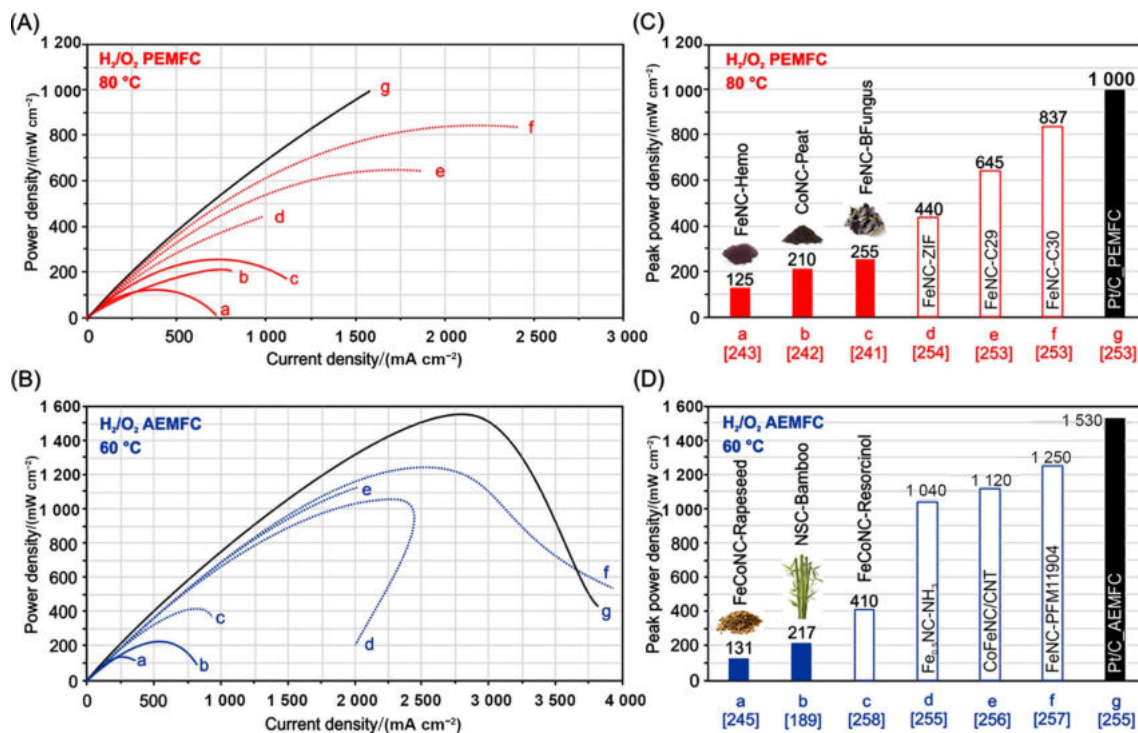 (A)
1 200
1 000
800
600
400
200
0
Power density/(mW cm⁻²)
H₂/O₂ PEMFC
80 °C
g
f
e
d
c
b
a
0
500
1 000
1 500
2 000
2 500
3 000
Current density/(mA cm⁻²)
(B)
1 600
1 400
1 200
1 000
800
600
400
200
0
Power density/(mW cm⁻²)
H₂/O₂ AEMFC
60 °C
e
f
g
c
d
a
b
0
500
1 000
1 500
2 000
2 500
3 000
3 500
4 000
Current density/(mA cm⁻²)
(C)
1 200
1 000
800
600
400
200
0
Peak power density/(mW cm⁻²)
H₂/O₂ PEMFC
80 °C
FeNC-Hemo
125
CoNC-Peat
210
FeNC-BFungus
255
440
FeNC-ZIF
645
FeNC-C29
837
FeNC-C30
1 000
Pt/C_PEMFC
a b c d e f g
[243] [242] [241] [254] [253] [253] [253]
(D)
1 600
1 400
1 200
1 000
800
600
400
200
0
Peak power density/(mW cm⁻²)
H₂/O₂ AEMFC
60 °C
FeCoNC-Rapeseed
131
NSC-Bamboo
217
FeCoNC-Resorcinol
410
1 040
Fe₀.₅NC-NH₃
1 120
CoFeNC/CNT
1 250
FeNC-PFM11904
1 530
Pt/C_AEMFC
a b c d e f g
[245] [189] [258] [255] [256] [257] [255]